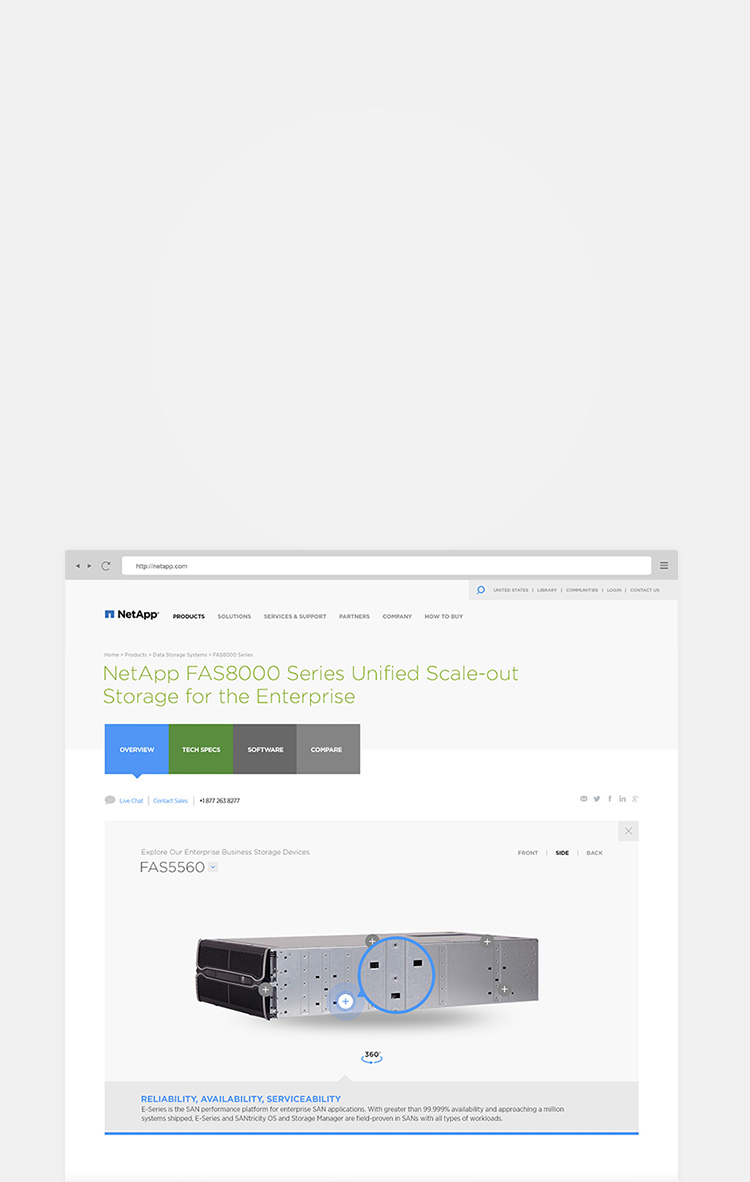 http://netapp.com
UNITED STATES | LIBRARY | COMMUNITIES | LOGIN | CONTACT US
NetApp
PRODUCTS SOLUTIONS SERVICES & SUPPORT PARTNERS COMPANY HOW TO BUY
Home > Products > Data Storage Systems > FAS8000 Series
NetApp FAS8000 Series Unified Scale-out
Storage for the Enterprise
OVERVIEW TECH SPECS SOFTWARE COMPARE
Live Chat | Contact Sales | +1 877 263 8277
Explore Our Enterprise Business Storage Devices
FRONT | SIDE | BACK
FAS5560
360°
RELIABILITY, AVAILABILITY, SERVICEABILITY
E-Series is the SAN performance platform for enterprise SAN applications. With greater than 99.999% availability and approaching a million
systems shipped, E-Series and SANtricity OS and Storage Manager are field-proven in SANs with all types of workloads.